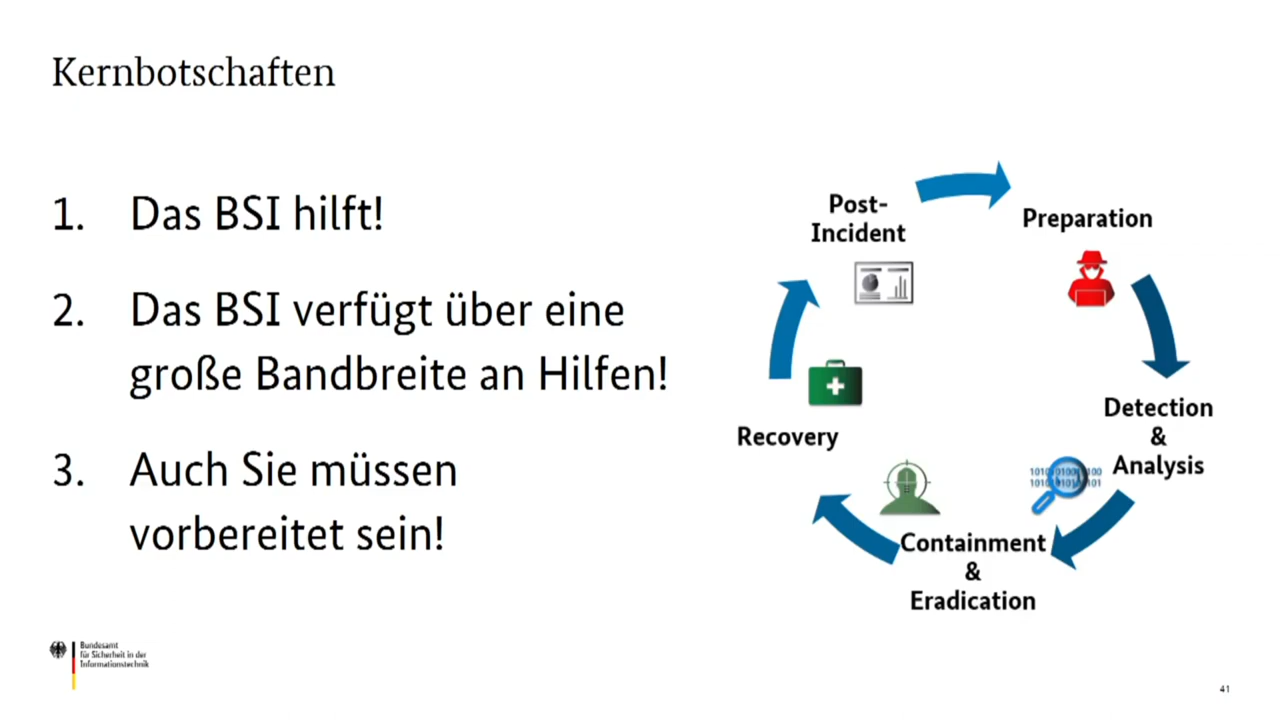 Kernbotschaften
1. Das BSI hilft!
2. Das BSI verfügt über eine
große Bandbreite an Hilfen!
3. Auch Sie müssen
vorbereitet sein!
Post-
Incident
Preparation
Detection
&
Analysis
Containment
&
Eradication
Recovery
Bundesamt
für Sicherheit in der
Informationstechnik
41